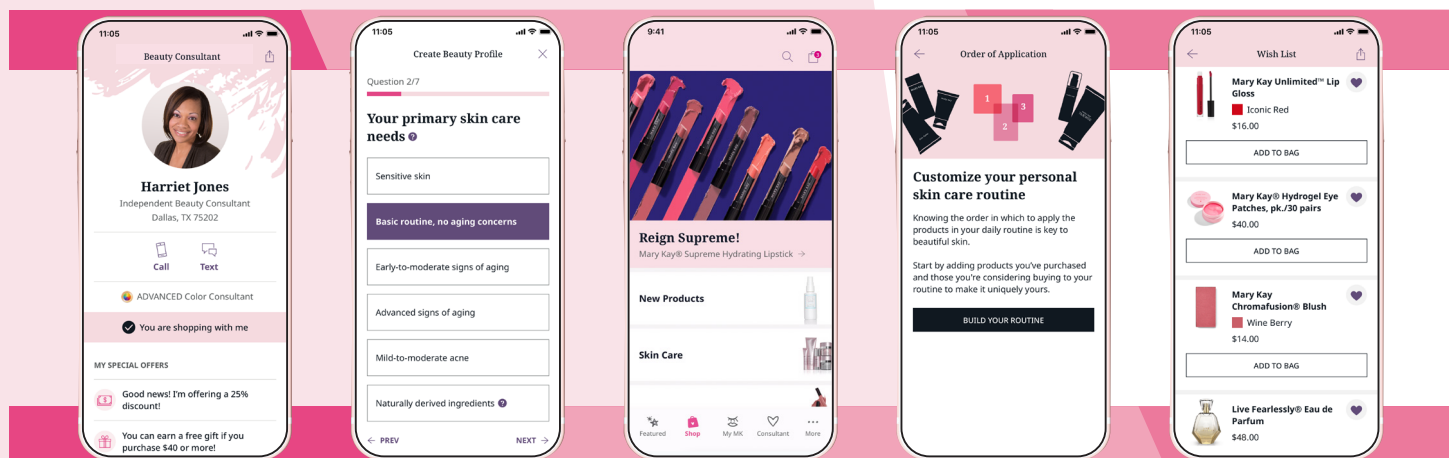 11:05
Beauty Consultant
Harriet Jones
Independent Beauty Consultant
Dallas, TX 75202
Call
Text
ADVANCED Color Consultant
You are shopping with me
MY SPECIAL OFFERS
Good news! I'm offering a 25%
discount!
You can earn a free gift if you
purchase $40 or more!
11:05
Create Beauty Profile
Question 2/7
Your primary skin care
needs ?
Sensitive skin
Basic routine, no aging concerns
Early-to-moderate signs of aging
Advanced signs of aging
Mild-to-moderate acne
Naturally derived ingredients ?
← PREV
NEXT →
9:41
Reign Supreme!
Mary Kay® Supreme Hydrating Lipstick →
New Products
Skin Care
Featured
Shop
My MK
Consultant
More
11:05
Order of Application
1
2
3
Customize your personal
skin care routine
Knowing the order in which to apply the
products in your daily routine is key to
beautiful skin.
Start by adding products you've purchased
and those you're considering buying to your
routine to make it uniquely yours.
BUILD YOUR ROUTINE
11:05
Wish List
Mary Kay Unlimited™ Lip
Gloss
Iconic Red
$16.00
ADD TO BAG
Mary Kay® Hydrogel Eye
Patches, pk./30 pairs
$40.00
ADD TO BAG
Mary Kay
Chromafusion® Blush
Wine Berry
$14.00
ADD TO BAG
Live Fearlessly® Eau de
Parfum
$48.00